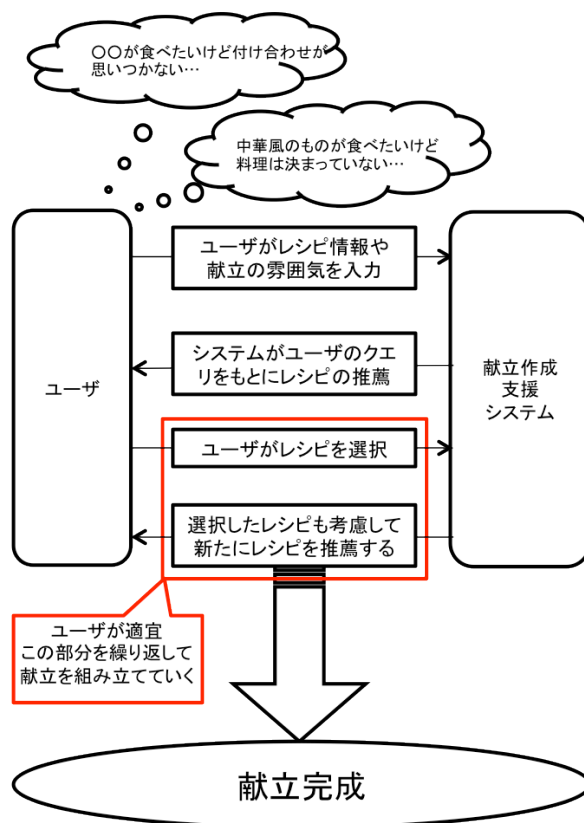 〇〇が食べたいけど付け合わせが
思いつかない…
中華風のものが食べたいけど
料理は決まっていない…
ユーザがレシピ情報や
献立の雰囲気を入力
システムがユーザのクエ
リをもとにレシピの推薦
ユーザ
献立作成
支援
システム
ユーザがレシピを選択
選択したレシピも考慮して
新たにレシピを推薦する
ユーザが適宜
この部分を繰り返して
献立を組み立てていく
献立完成